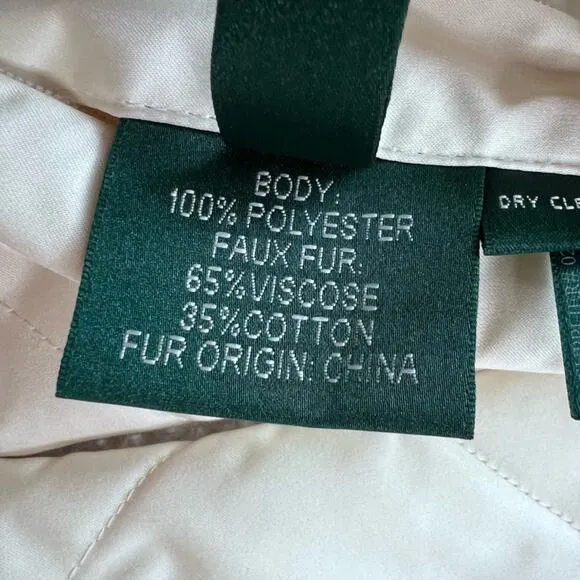 BODY:
100% POLYESTER
FAUX FUR:
65% VISCOSE
35% COTTON
FUR ORIGIN: CHINA
DRY CLE